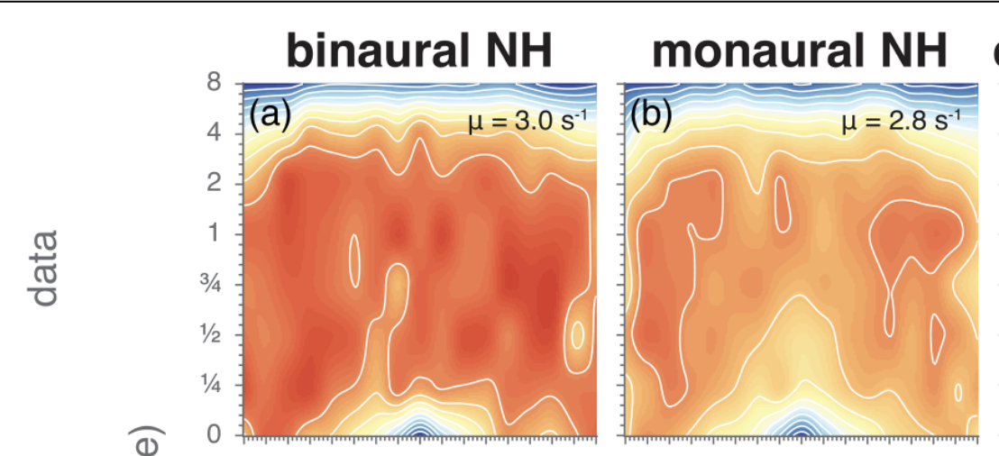 binaural NH
monaural NH
(a)
μ = 3.0 s-1
(b)
μ = 2.8 s-1
8
4
2
1
¾
½
¼
0
data
e)